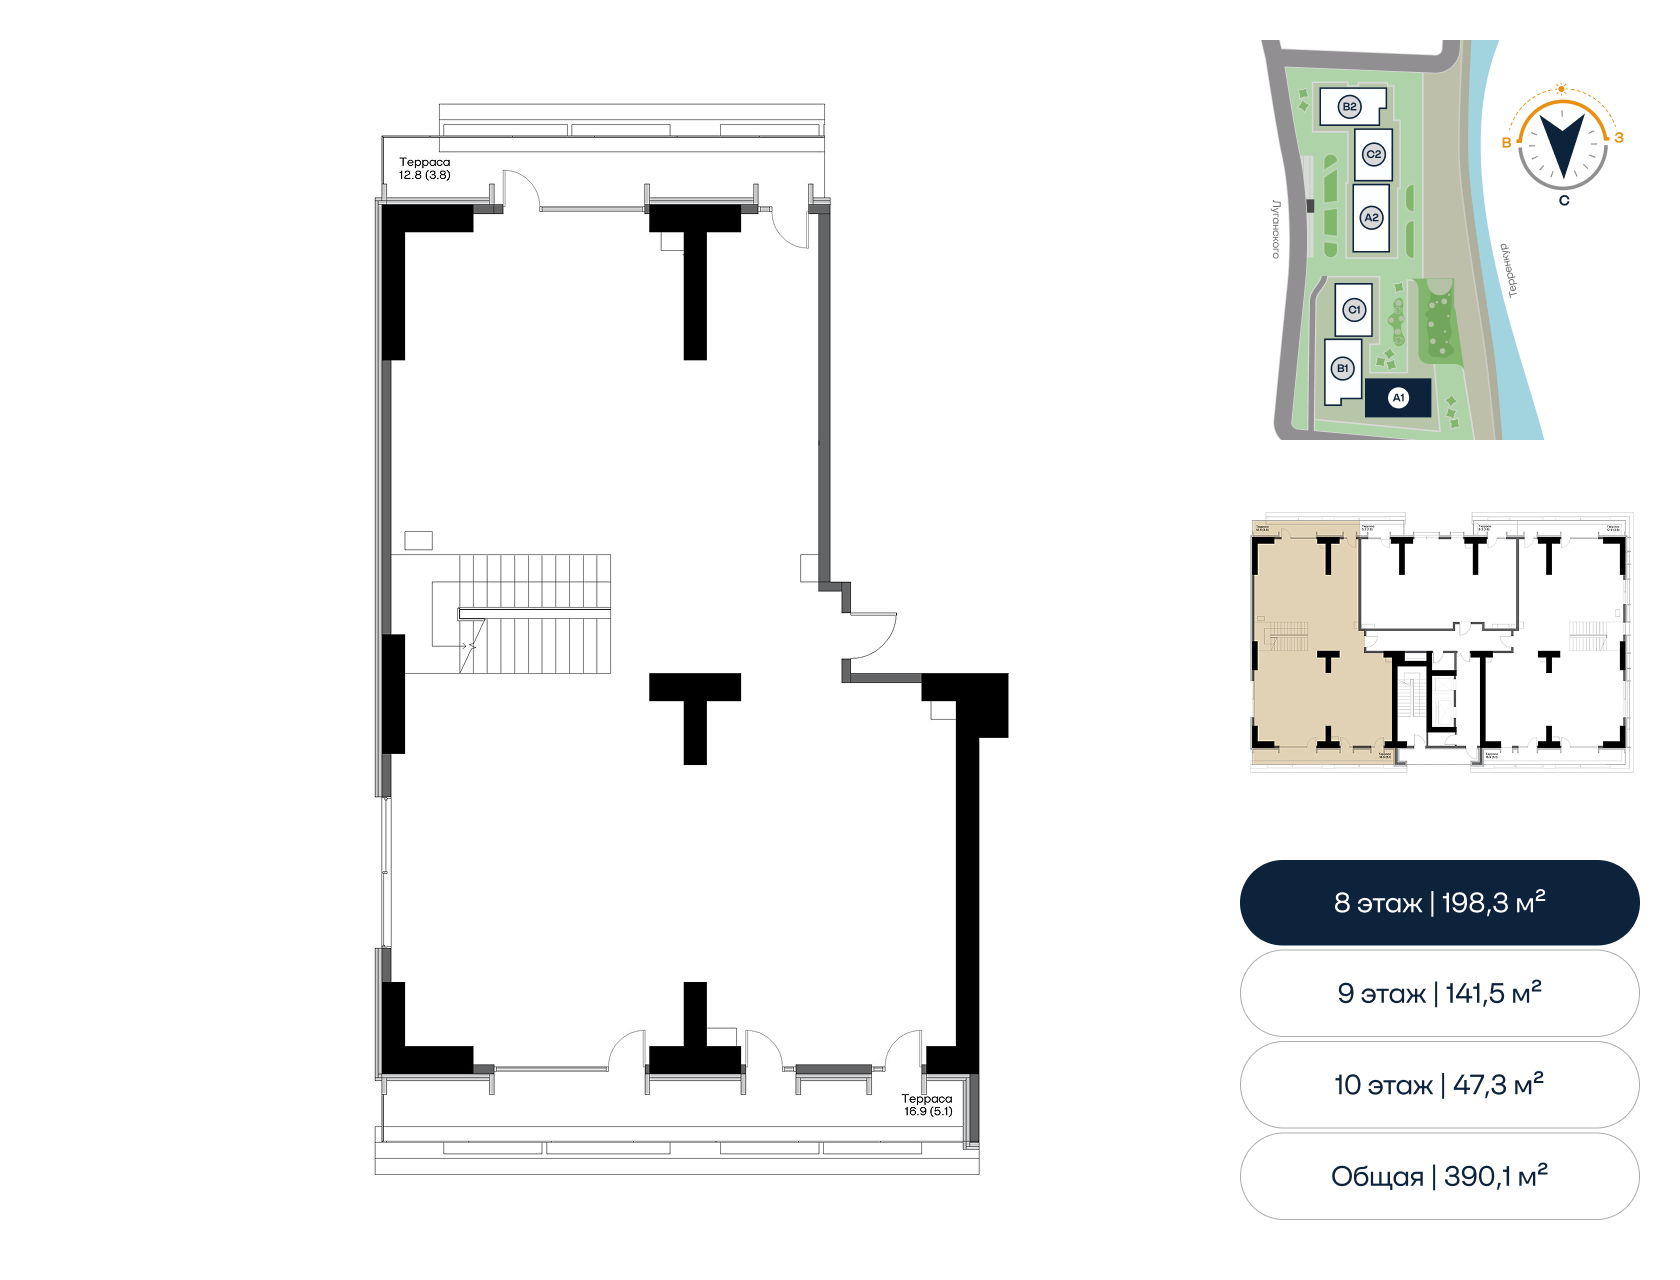 Терраса
12.8 (3.8)
Терраса
16.9 (5.1)
B2
C2
A2
C1
B1
A1
Луганского
Терренкур
В
З
С
8 этаж | 198,3 м²
9 этаж | 141,5 м²
10 этаж | 47,3 м²
Общая | 390,1 м²